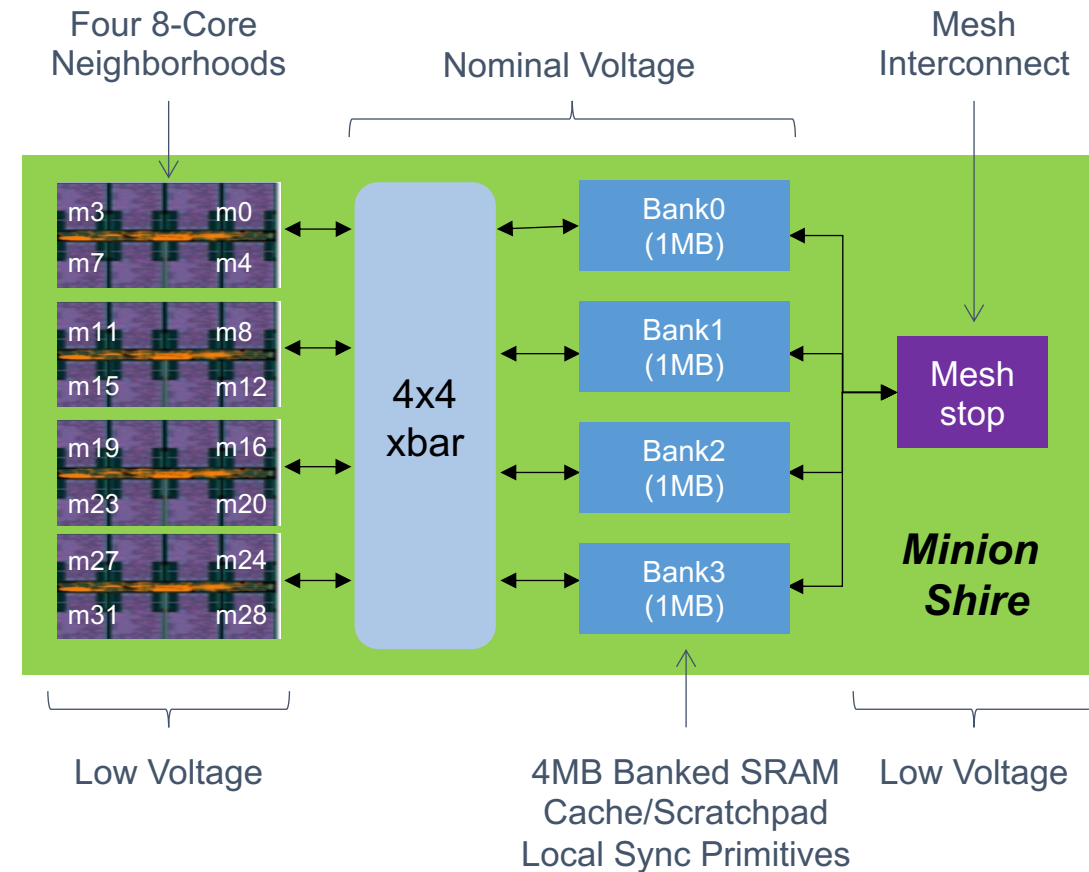 Four 8-Core
Neighborhoods
Nominal Voltage
Mesh
Interconnect
m3 m0
m7 m4
m11 m8
m15 m12
m19 m16
m23 m20
m27 m24
m31 m28
4x4
xbar
Bank0
(1MB)
Bank1
(1MB)
Bank2
(1MB)
Bank3
(1MB)
Mesh
stop
Minion
Shire
Low Voltage
4MB Banked SRAM
Cache/Scratchpad
Local Sync Primitives
Low Voltage